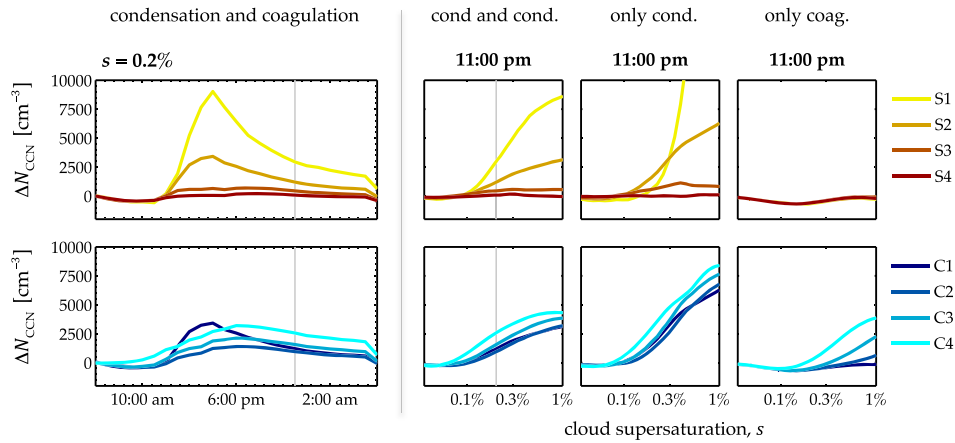 condensation and coagulation
cond and cond.
only cond.
only coag.
s = 0.2%
11:00 pm
11:00 pm
11:00 pm
ΔN_CCN [cm⁻³]
10000
7500
5000
2500
0
S1
S2
S3
S4
ΔN_CCN [cm⁻³]
10000
7500
5000
2500
0
C1
C2
C3
C4
10:00 am
6:00 pm
2:00 am
0.1%
0.3%
1%
0.1%
0.3%
1%
0.1%
0.3%
1%
cloud supersaturation, s